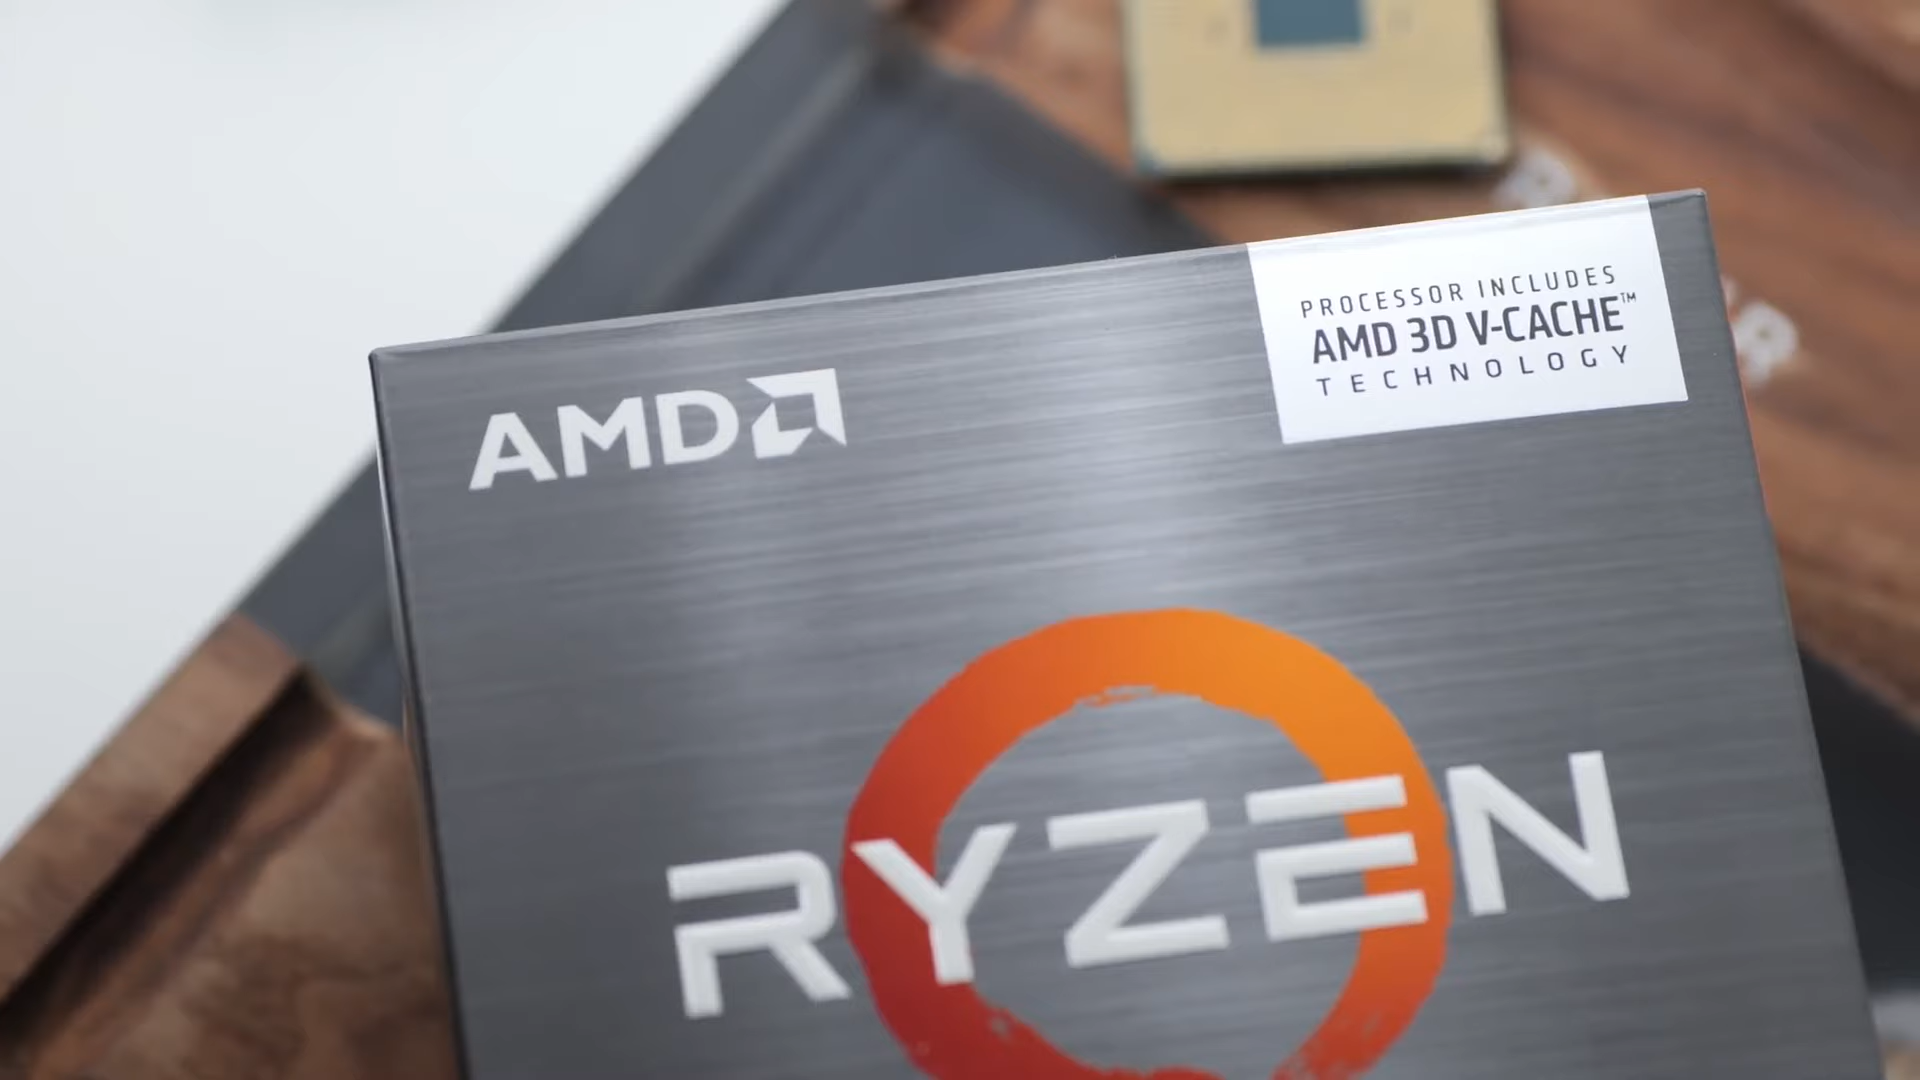 PROCESSOR INCLUDES
AMD 3D V-CACHE™
TECHNOLOGY
AMD
RYZEN